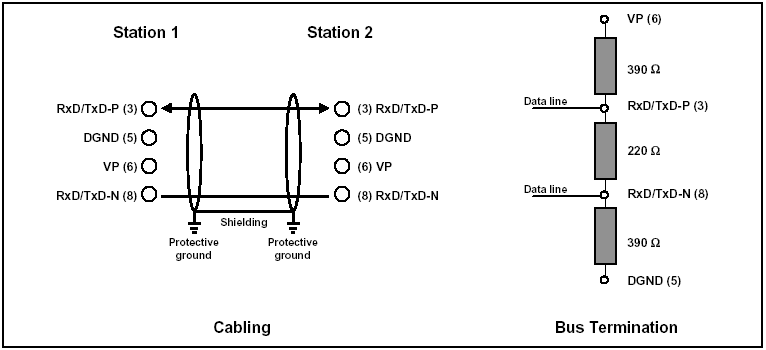 Station 1
Station 2
RxD/TxD-P (3)
(3) RxD/TxD-P
DGND (5)
(5) DGND
VP (6)
(6) VP
RxD/TxD-N (8)
(8) RxD/TxD-N
Shielding
Protective
ground
Protective
ground
Cabling
VP (6)
390 Ω
Data line
RxD/TxD-P (3)
220 Ω
Data line
RxD/TxD-N (8)
390 Ω
DGND (5)
Bus Termination